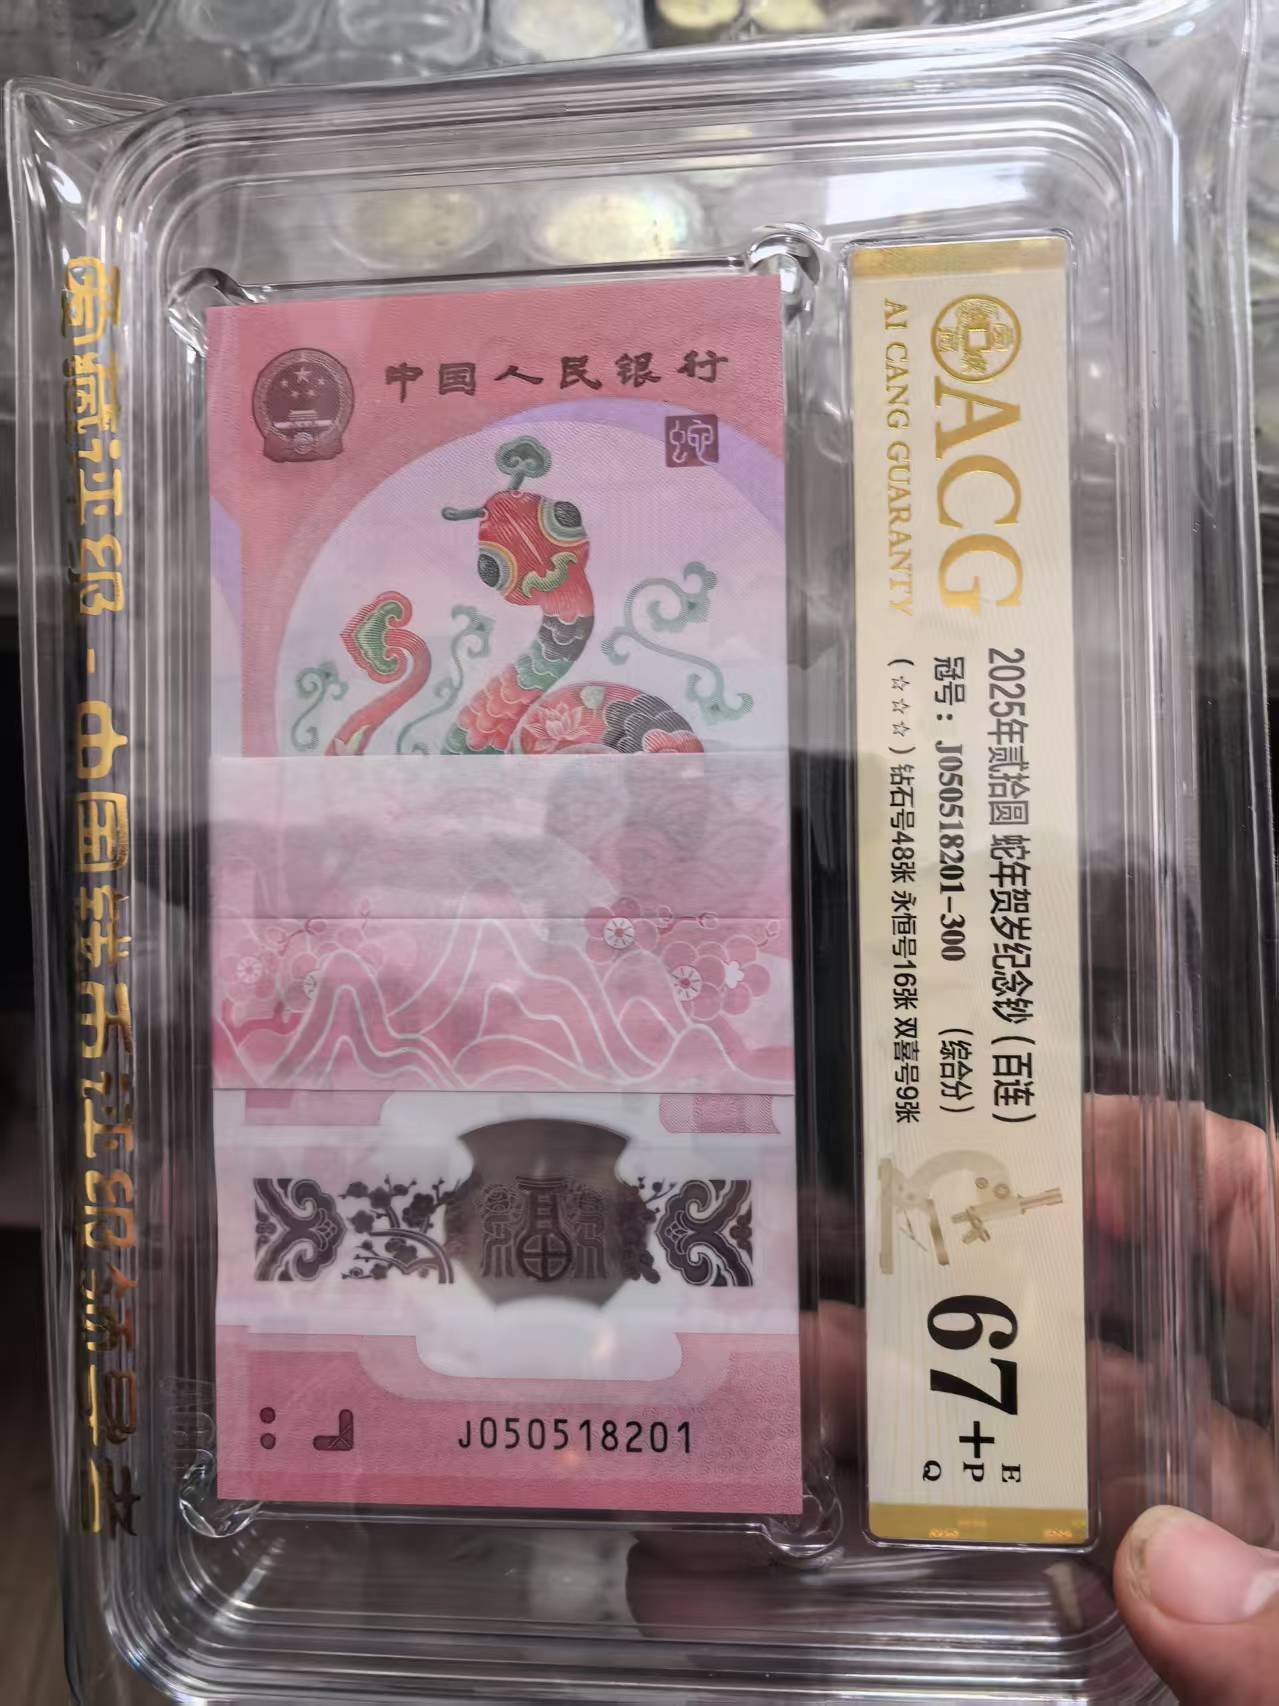 中国人民银行
蛇
J050518201
ACG
AI CANG GUARANTY
2025年贰拾圆 蛇年贺岁纪念钞（百连）
冠号：J050518201-300 （综合分）
（☆☆☆）钻石号48张 永恒号16张 双喜号9张
67+
E
P
Q